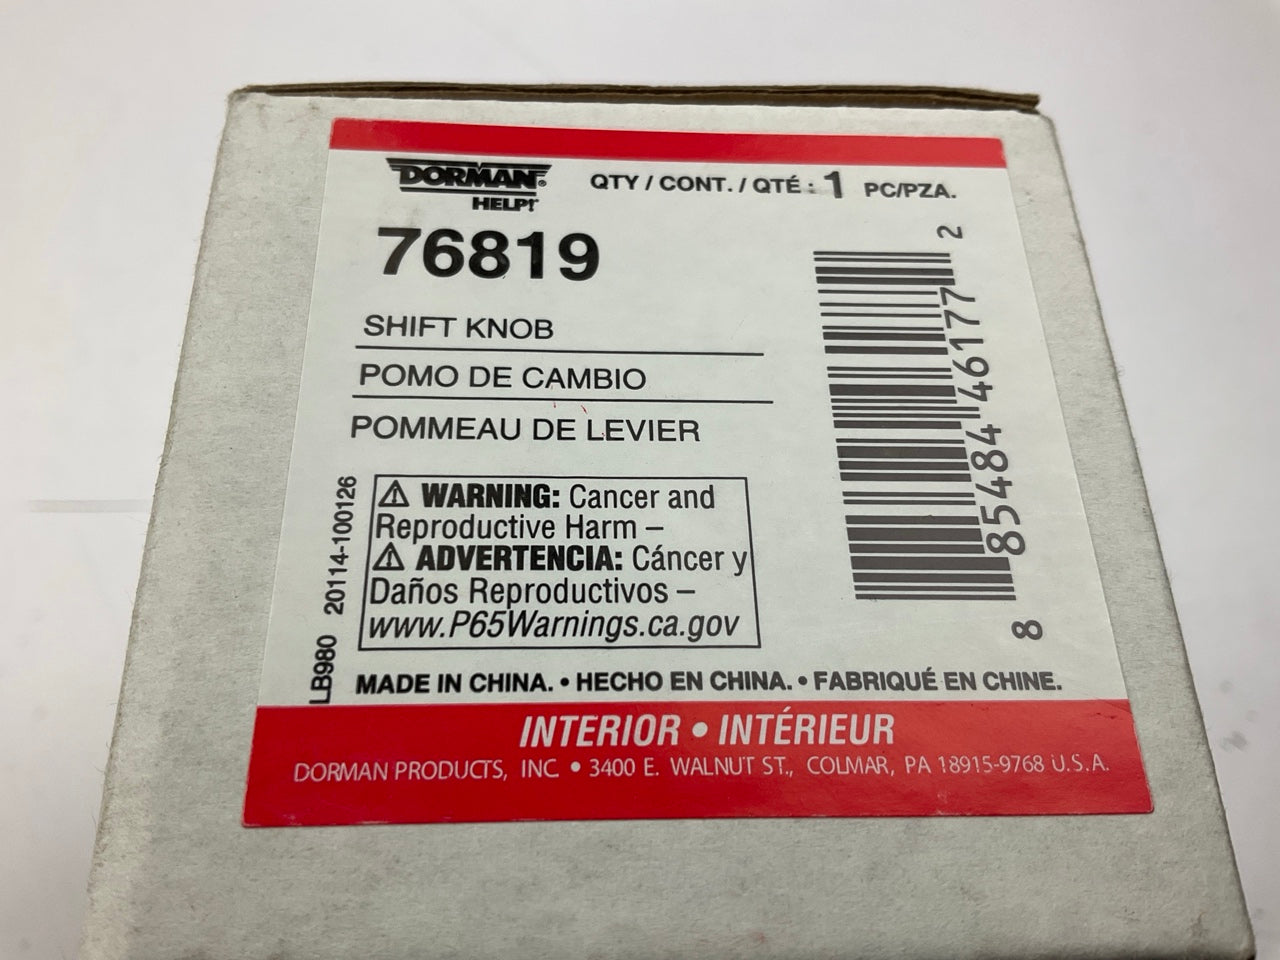 DORMAN®
HELP!®
QTY / CONT. / QTÉ : 1 PC/PZA.
76819
SHIFT KNOB
POMO DE CAMBIO
POMMEAU DE LEVIER
⚠ WARNING: Cancer and
Reproductive Harm –
⚠ ADVERTENCIA: Cáncer y
Daños Reproductivos –
www.P65Warnings.ca.gov
LB980 20114-100126
8 85484 46177 2
MADE IN CHINA. • HECHO EN CHINA. • FABRIQUÉ EN CHINE.
INTERIOR • INTÉRIEUR
DORMAN PRODUCTS, INC • 3400 E. WALNUT ST., COLMAR, PA 18915-9768 U.S.A.